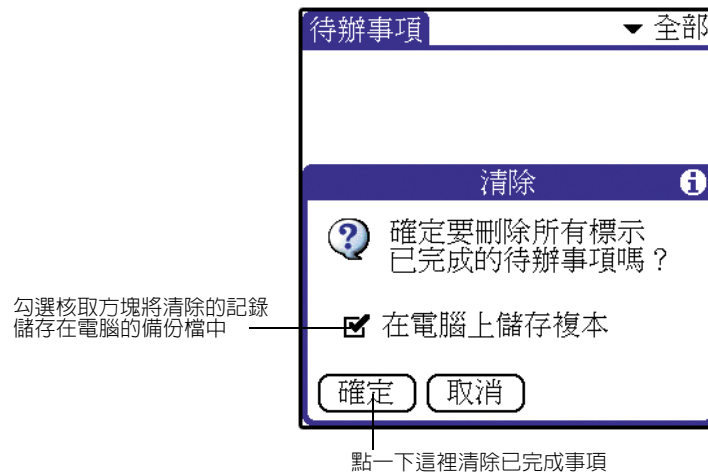 待辦事項
全部
清除
確定要刪除所有標示
已完成的待辦事項嗎？
勾選核取方塊將清除的記錄
儲存在電腦的備份檔中
在電腦上儲存複本
確定
取消
點一下這裡清除已完成事項